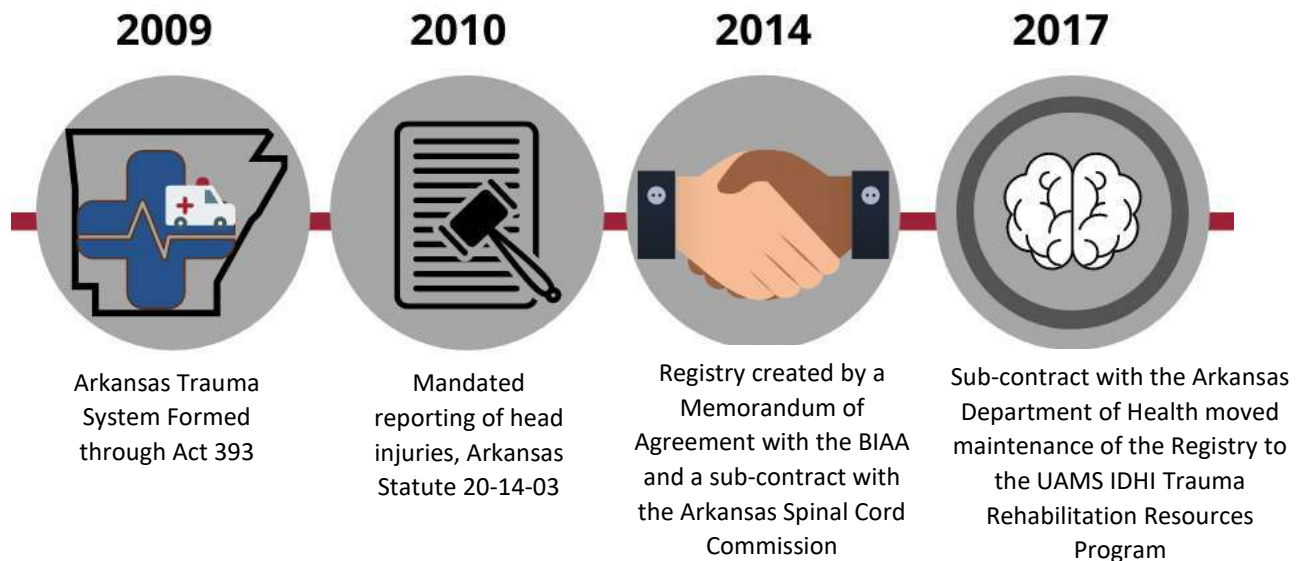 2009
Arkansas Trauma
System Formed
through Act 393
2010
Mandated
reporting of head
injuries, Arkansas
Statute 20-14-03
2014
Registry created by a
Memorandum of
Agreement with the BIAA
and a sub-contract with
the Arkansas Spinal Cord
Commission
2017
Sub-contract with the Arkansas
Department of Health moved
maintenance of the Registry to
the UAMS IDHI Trauma
Rehabilitation Resources
Program